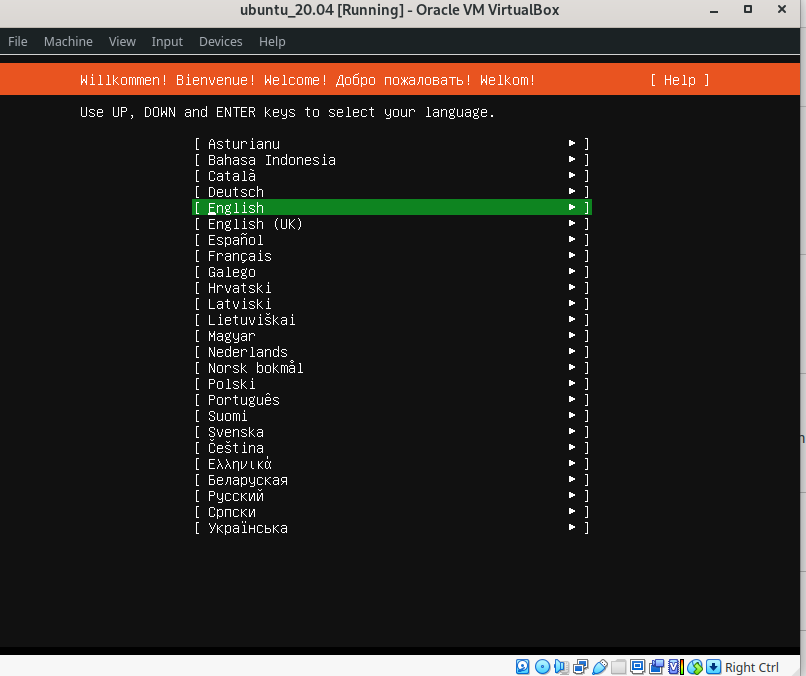 ubuntu_20.04 [Running] - Oracle VM VirtualBox
File Machine View Input Devices Help
Willkommen! Bienvenue! Welcome! Добро пожаловать! Welkom! [ Help ]
Use UP, DOWN and ENTER keys to select your language.
[ Asturianu ► ]
[ Bahasa Indonesia ► ]
[ Català ► ]
[ Deutsch ► ]
[ English ► ]
[ English (UK) ► ]
[ Español ► ]
[ Français ► ]
[ Galego ► ]
[ Hrvatski ► ]
[ Latviski ► ]
[ Lietuviškai ► ]
[ Magyar ► ]
[ Nederlands ► ]
[ Norsk bokmål ► ]
[ Polski ► ]
[ Português ► ]
[ Suomi ► ]
[ Svenska ► ]
[ Čeština ► ]
[ Ελληνικά ► ]
[ Беларуская ► ]
[ Русский ► ]
[ Српски ► ]
[ Українська ► ]
Right Ctrl